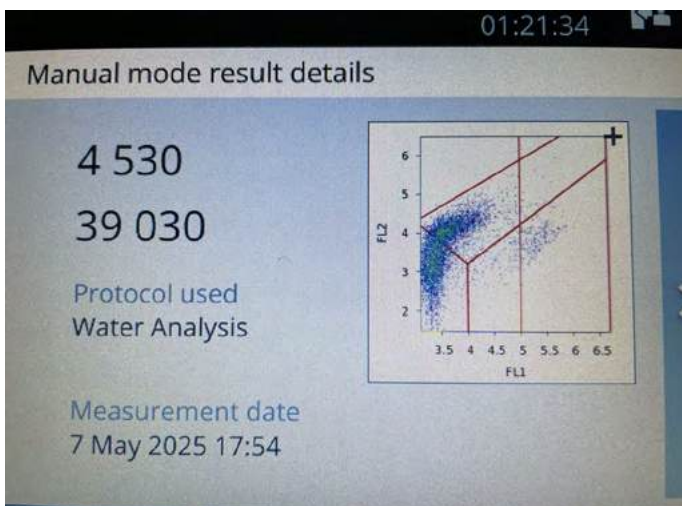 01:21:34
Manual mode result details
4 530
39 030
Protocol used
Water Analysis
Measurement date
7 May 2025 17:54
6
5
4
3
2
FL2
3.5 4 4.5 5 5.5 6 6.5
FL1